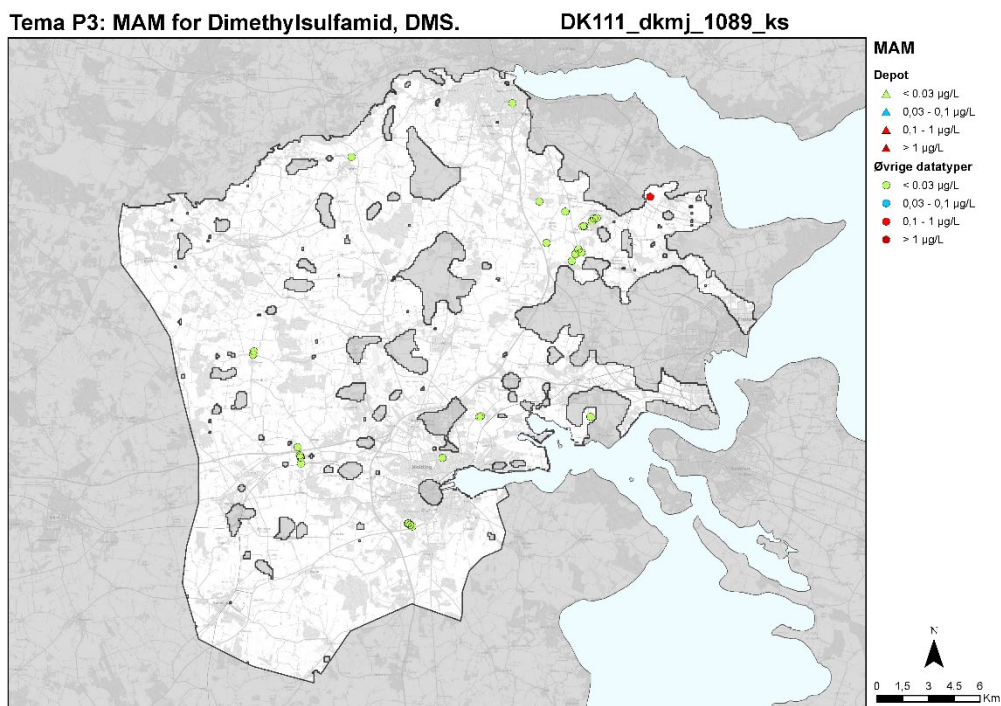 Tema P3: MAM for Dimethylsulfamid, DMS. DK111_dkmj_1089_ks
MAM
Depot
< 0.03 µg/L
0,03 - 0,1 µg/L
0,1 - 1 µg/L
> 1 µg/L
Øvrige datatyper
< 0.03 µg/L
0,03 - 0,1 µg/L
0.1 - 1 µg/L
> 1 µg/L
Kolding
N
0 1,5 3 4.5 6
Km